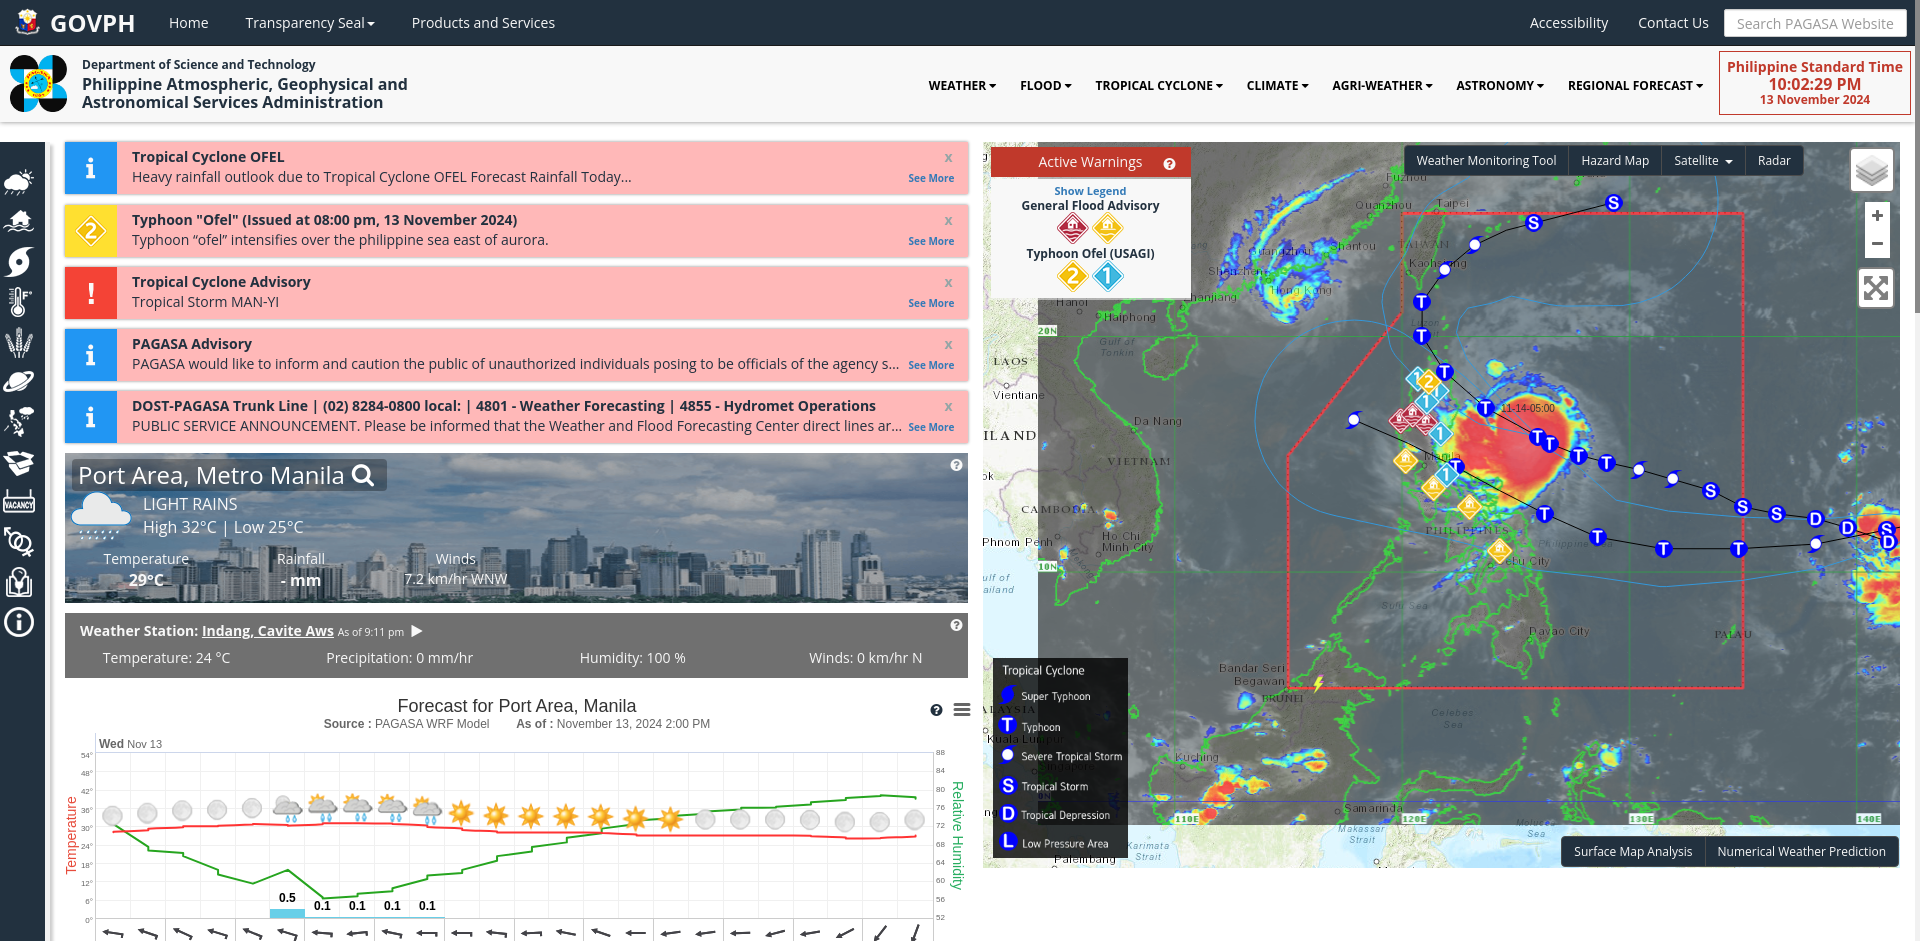 GOVPH
Home
Transparency Seal
Products and Services
Accessibility
Contact Us
Search PAGASA Website
Department of Science and Technology
Philippine Atmospheric, Geophysical and
Astronomical Services Administration
WEATHER
FLOOD
TROPICAL CYCLONE
CLIMATE
AGRI-WEATHER
ASTRONOMY
REGIONAL FORECAST
Philippine Standard Time
10:02:29 PM
13 November 2024
Tropical Cyclone OFEL
x
Heavy rainfall outlook due to Tropical Cyclone OFEL Forecast Rainfall Today...
See More
2
Typhoon "Ofel" (Issued at 08:00 pm, 13 November 2024)
x
Typhoon “ofel” intensifies over the philippine sea east of aurora.
See More
!
Tropical Cyclone Advisory
x
Tropical Storm MAN-YI
See More
PAGASA Advisory
x
PAGASA would like to inform and caution the public of unauthorized individuals posing to be officials of the agency s...
See More
DOST-PAGASA Trunk Line | (02) 8284-0800 local: | 4801 - Weather Forecasting | 4855 - Hydromet Operations
x
PUBLIC SERVICE ANNOUNCEMENT. Please be informed that the Weather and Flood Forecasting Center direct lines ar...
See More
Port Area, Metro Manila
LIGHT RAINS
High 32°C | Low 25°C
Temperature
Rainfall
Winds
29°C
- mm
7.2 km/hr WNW
Weather Station: Indang, Cavite Aws As of 9:11 pm
Temperature: 24 °C
Precipitation: 0 mm/hr
Humidity: 100 %
Winds: 0 km/hr N
Forecast for Port Area, Manila
Source : PAGASA WRF Model As of : November 13, 2024 2:00 PM
Wed Nov 13
Temperature
54°
48°
42°
36°
30°
24°
18°
12°
6°
0°
0.5
0.1
0.1
0.1
0.1
88
84
80
76
72
68
64
60
56
52
Relative Humidity
VACANCY
Active Warnings
Show Legend
General Flood Advisory
Typhoon Ofel (USAGI)
2
1
Weather Monitoring Tool
Hazard Map
Satellite
Radar
+
−
Fuzhou
Quanzhou
Taipei
Shantou
TAIWAN
Kaohsiung
Guangzhou
Shenzhen
Hong Kong
Zhanjiang
Hanoi
Haiphong
20N
Gulf of
Tonkin
LAOS
Vientiane
Da Nang
ILAND
VIETNAM
11-14-05:00
Manila
CAMBODIA
Phnom Penh
Ho Chi
Minh City
PHILIPPINES
Cebu City
10N
ulf of
ailand
Sulu Sea
Davao City
PALAU
Bandar Seri
Begawan
BRUNEI
Celebes
Sea
Kuching
Samarinda
110E
120E
130E
140E
Makassar
Strait
Karimata
Strait
Palembang
Tropical Cyclone
Super Typhoon
T Typhoon
Severe Tropical Storm
S Tropical Storm
D Tropical Depression
L Low Pressure Area
Surface Map Analysis
Numerical Weather Prediction